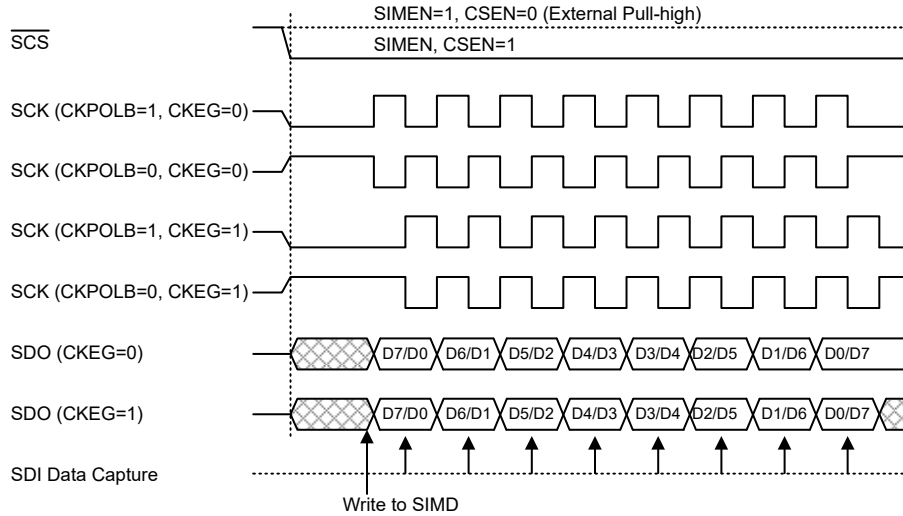 SIMEN=1, CSEN=0 (External Pull-high)
SCS
SIMEN, CSEN=1
SCK (CKPOLB=1, CKEG=0)
SCK (CKPOLB=0, CKEG=0)
SCK (CKPOLB=1, CKEG=1)
SCK (CKPOLB=0, CKEG=1)
SDO (CKEG=0) D7/D0 D6/D1 D5/D2 D4/D3 D3/D4 D2/D5 D1/D6 D0/D7
SDO (CKEG=1) D7/D0 D6/D1 D5/D2 D4/D3 D3/D4 D2/D5 D1/D6 D0/D7
SDI Data Capture
Write to SIMD